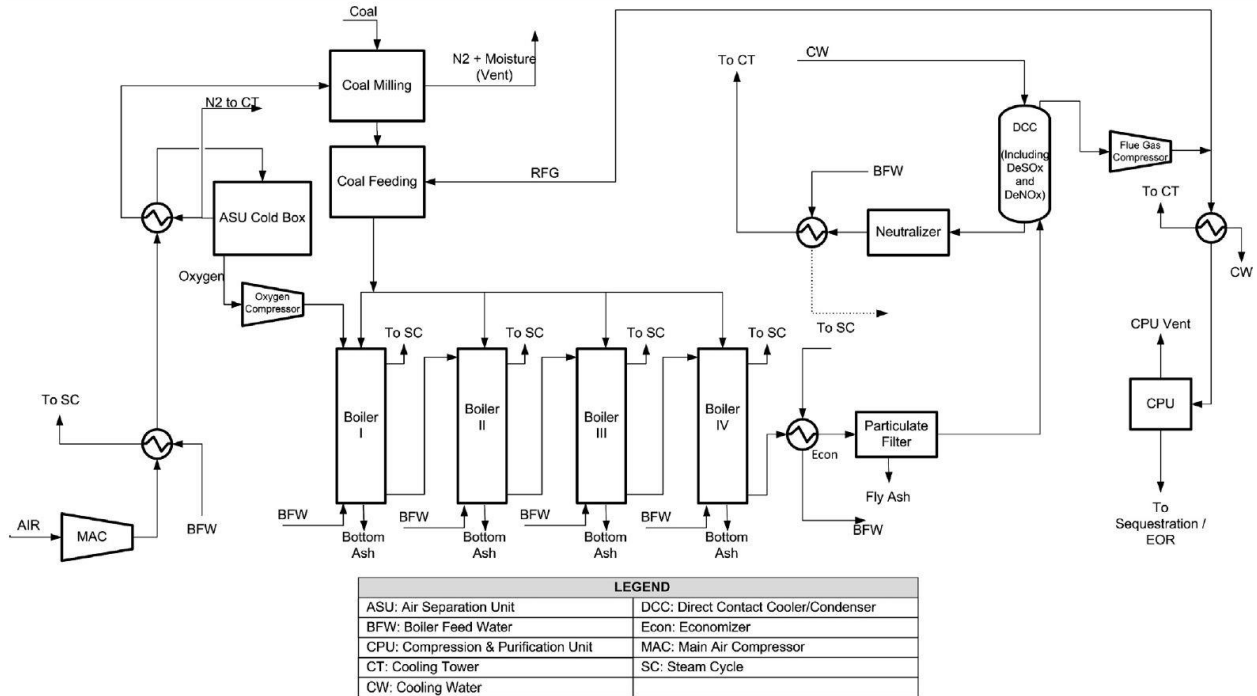 Coal
Coal Milling
N2 + Moisture
(Vent)
N2 to CT
Coal Feeding
RFG
ASU Cold Box
Oxygen
Oxygen
Compressor
To SC
AIR
MAC
BFW
To CT
CW
DCC
(Including
DeSOx
and
DeNOx)
Flue Gas
Compressor
BFW
Neutralizer
To SC
To CT
CW
CPU Vent
CPU
To
Sequestration /
EOR
Boiler
I
To SC
BFW
Bottom
Ash
Boiler
II
To SC
BFW
Bottom
Ash
Boiler
III
To SC
BFW
Bottom
Ash
Boiler
IV
To SC
BFW
Bottom
Ash
Econ
BFW
Particulate
Filter
Fly Ash
LEGEND
ASU: Air Separation Unit
DCC: Direct Contact Cooler/Condenser
BFW: Boiler Feed Water
Econ: Economizer
CPU: Compression & Purification Unit
MAC: Main Air Compressor
CT: Cooling Tower
SC: Steam Cycle
CW: Cooling Water